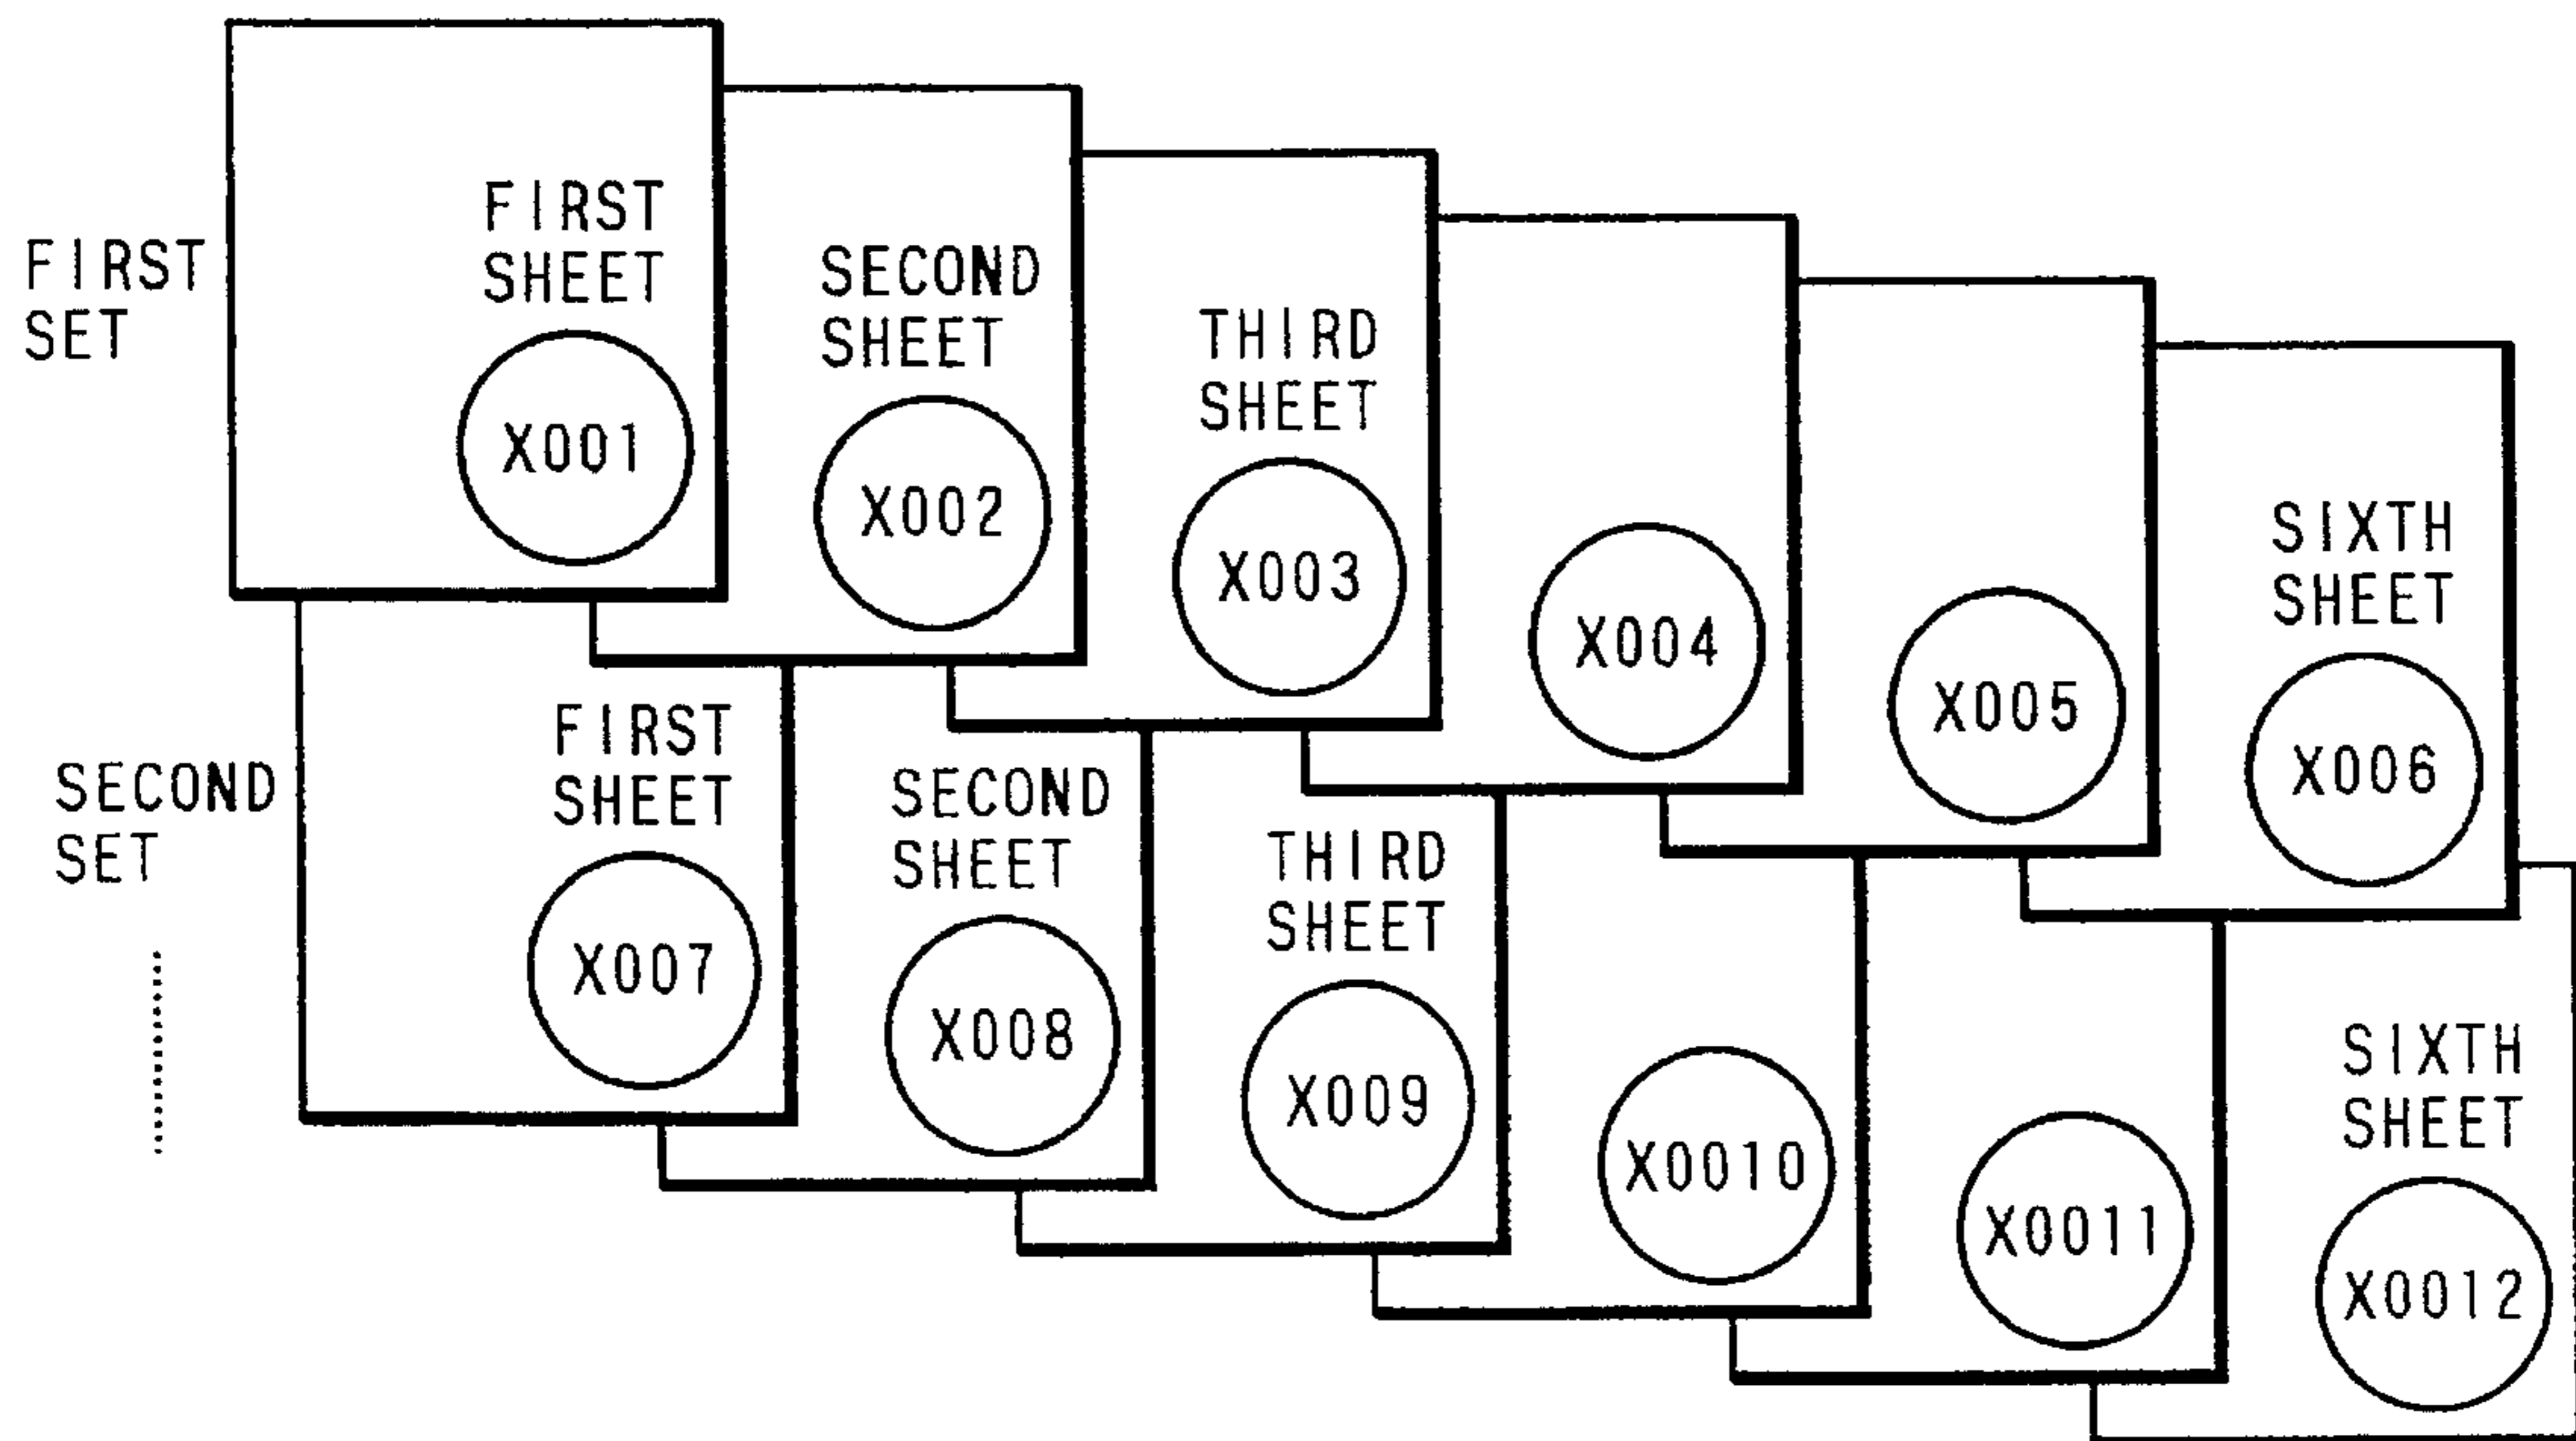 FIRST
SET
FIRST
SHEET
X001
SECOND
SHEET
X002
THIRD
SHEET
X003
X004
X005
SIXTH
SHEET
X006
SECOND
SET
FIRST
SHEET
X007
SECOND
SHEET
X008
THIRD
SHEET
X009
X0010
X0011
SIXTH
SHEET
X0012